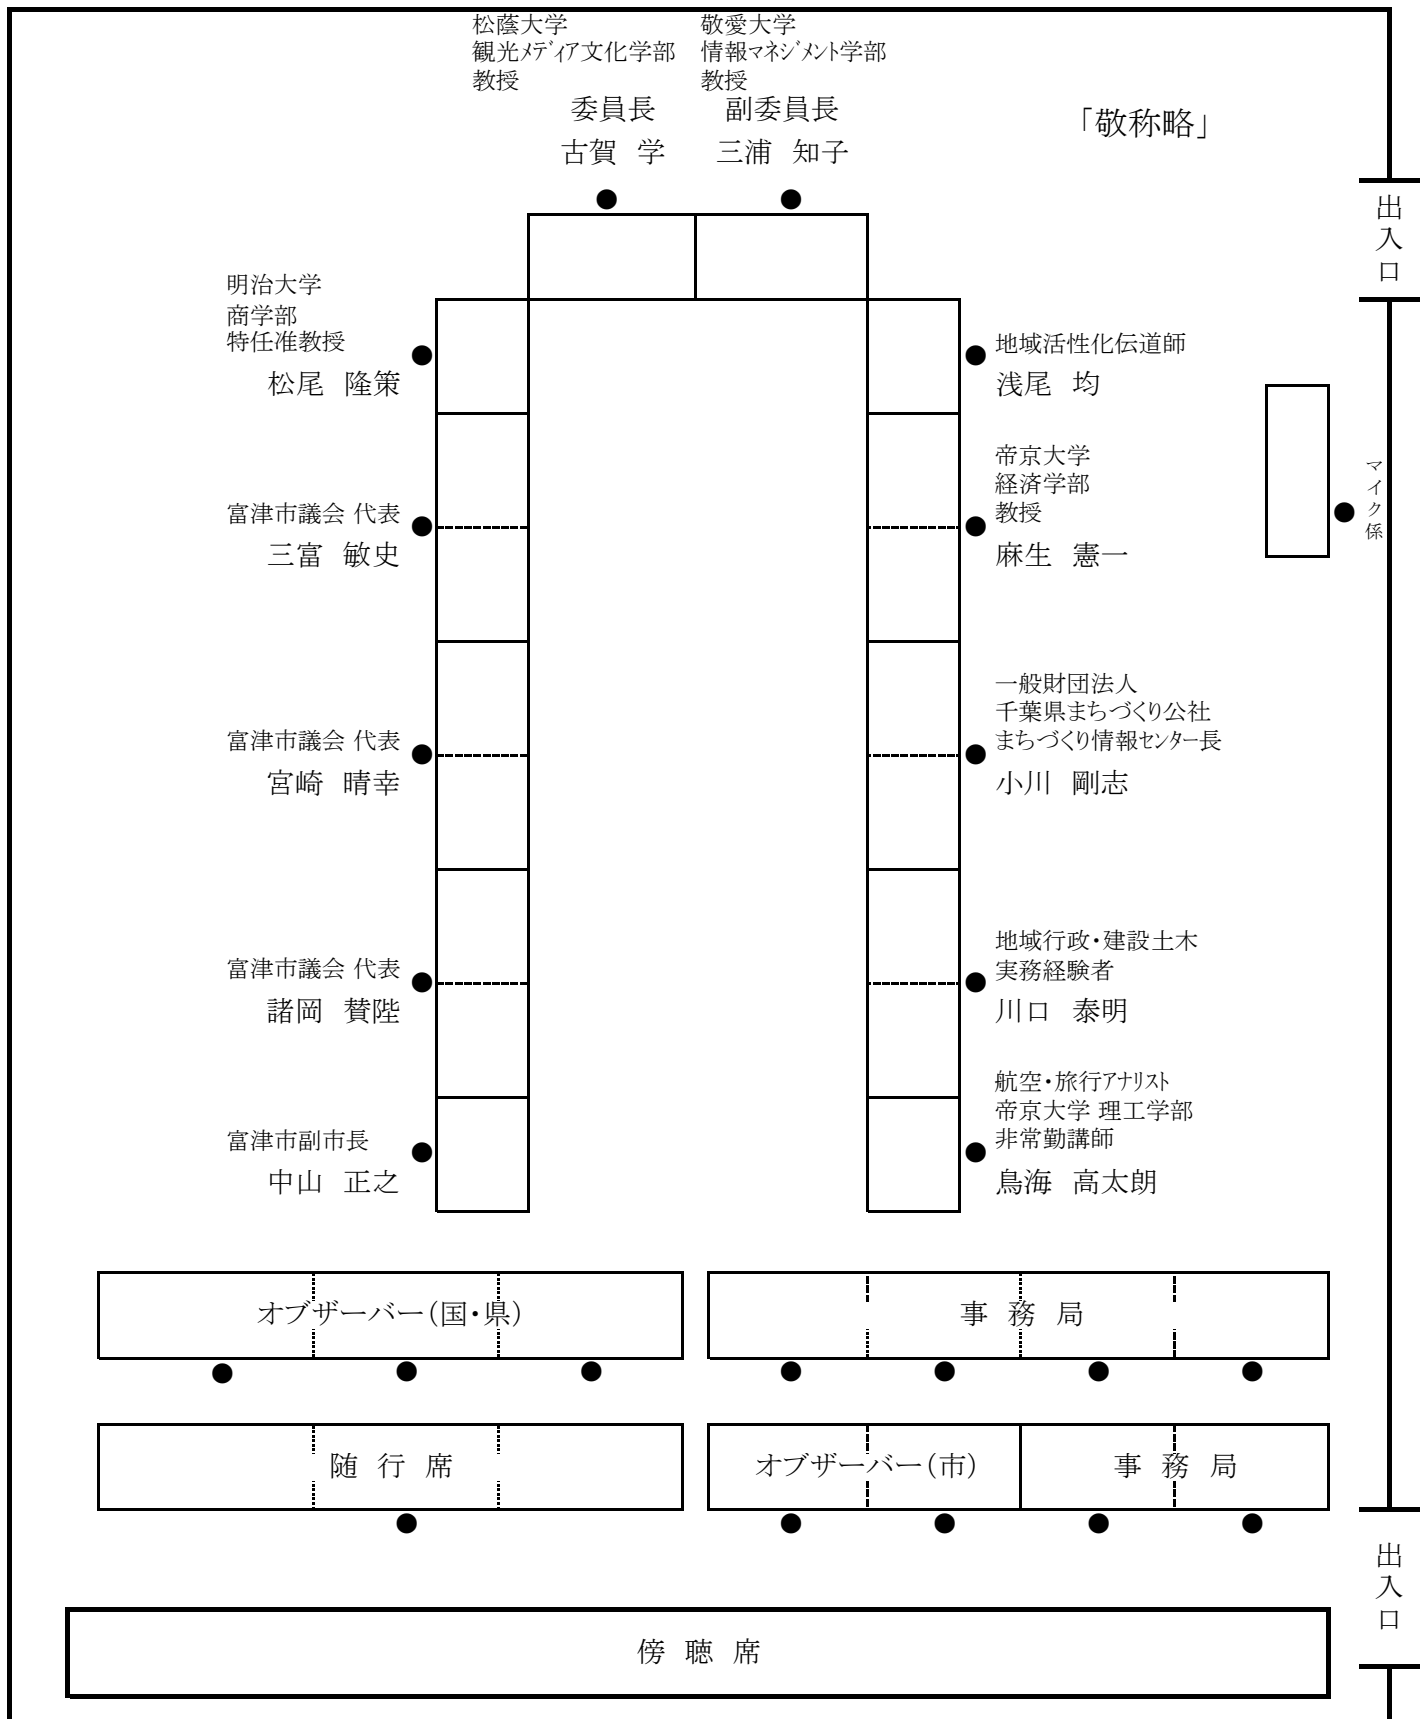 松蔭大学
観光メディア文化学部
教授
委員長
古賀 学
敬愛大学
情報マネジメント学部
教授
副委員長
三浦 知子
「敬称略」
出入口
明治大学
商学部
特任准教授
松尾 隆策
地域活性化伝道師
浅尾 均
富津市議会 代表
三富 敏史
帝京大学
経済学部
教授
麻生 憲一
マイク係
富津市議会 代表
宮崎 晴幸
一般財団法人
千葉県まちづくり公社
まちづくり情報センター長
小川 剛志
富津市議会 代表
諸岡 賛陛
地域行政・建設土木
実務経験者
川口 泰明
富津市副市長
中山 正之
航空・旅行アナリスト
帝京大学 理工学部
非常勤講師
鳥海 高太朗
オブザーバー（国・県）
事 務 局
随 行 席
オブザーバー（市）
事 務 局
出入口
傍 聴 席